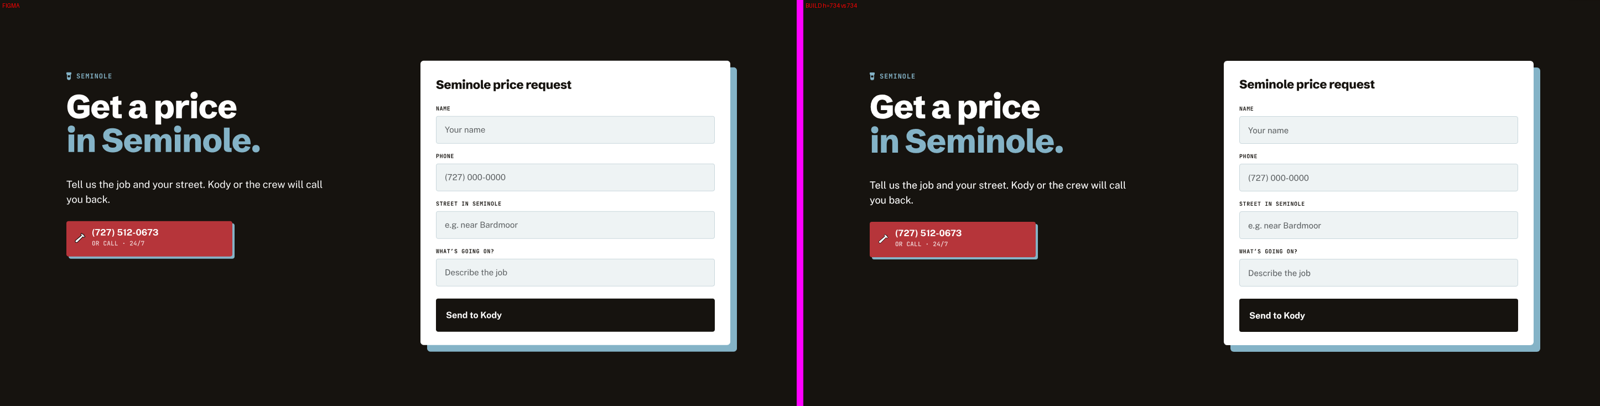 FIGMA
SEMINOLE
Get a price
in Seminole.
Tell us the job and your street. Kody or the crew will call
you back.
(727) 512-0673
OR CALL · 24/7
Seminole price request
NAME
Your name
PHONE
(727) 000-0000
STREET IN SEMINOLE
e.g. near Bardmoor
WHAT'S GOING ON?
Describe the job
Send to Kody
SEMINOLE
Get a price
in Seminole.
Tell us the job and your street. Kody or the crew will call
you back.
(727) 512-0673
OR CALL · 24/7
Seminole price request
NAME
Your name
PHONE
(727) 000-0000
STREET IN SEMINOLE
e.g. near Bardmoor
WHAT'S GOING ON?
Describe the job
Send to Kody